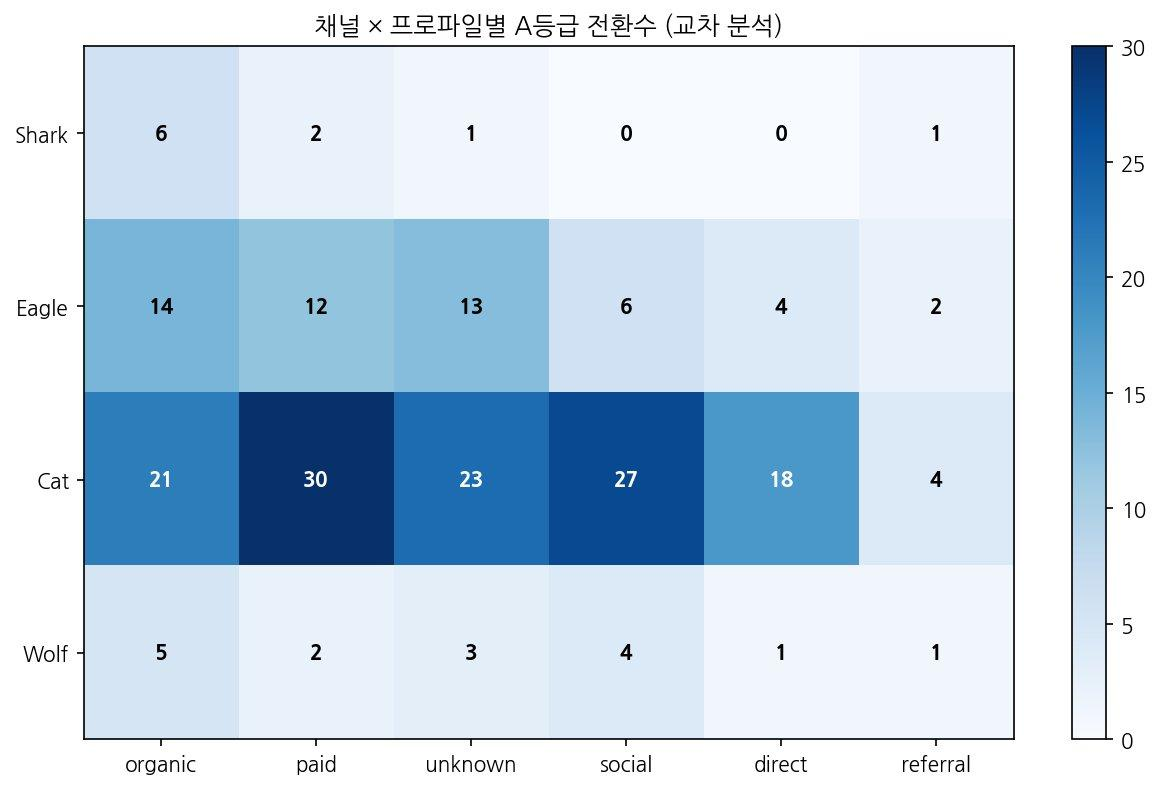 채널 × 프로파일별 A등급 전환수 (교차 분석)
Shark 6 2 1 0 0 1
Eagle 14 12 13 6 4 2
Cat 21 30 23 27 18 4
Wolf 5 2 3 4 1 1
organic paid unknown social direct referral
30
25
20
15
10
5
0